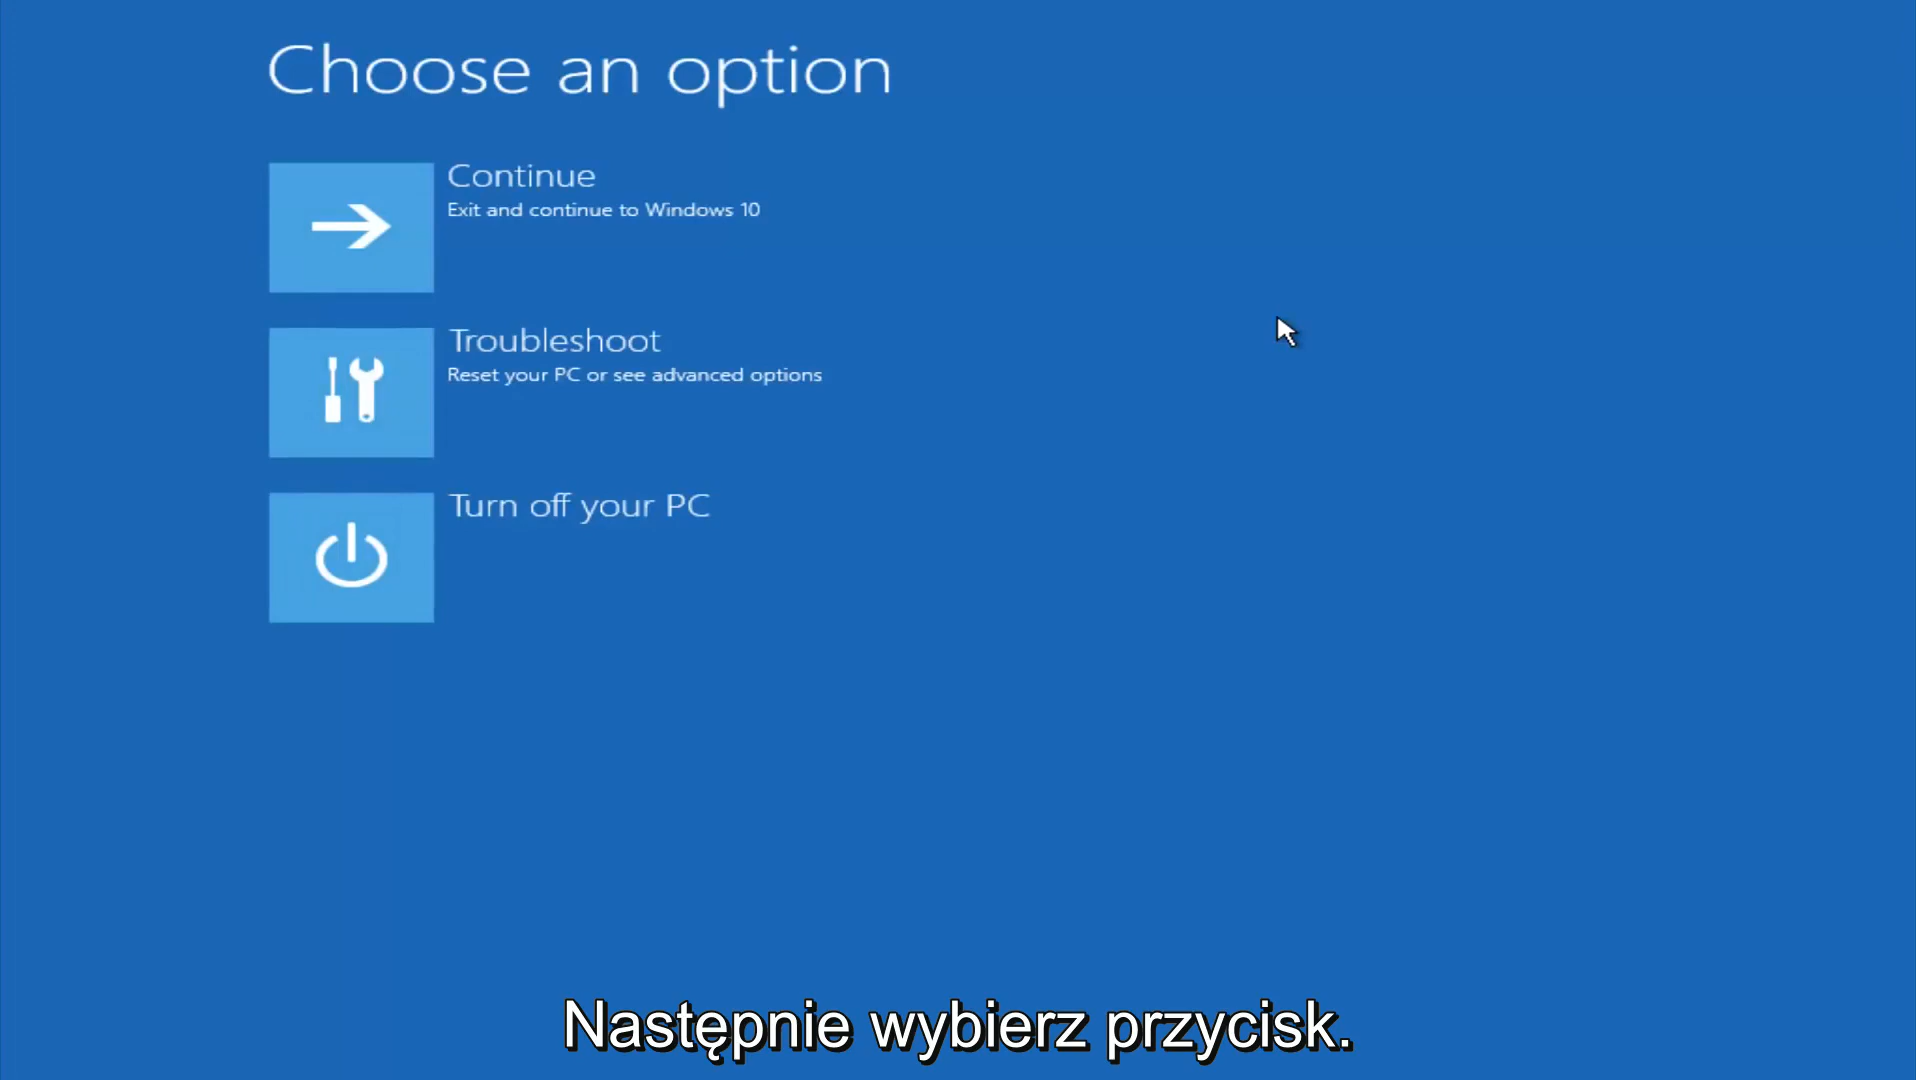 Choose an option
Continue
Exit and continue to Windows 10
Troubleshoot
Reset your PC or see advanced options
Turn off your PC
Następnie wybierz przycisk.